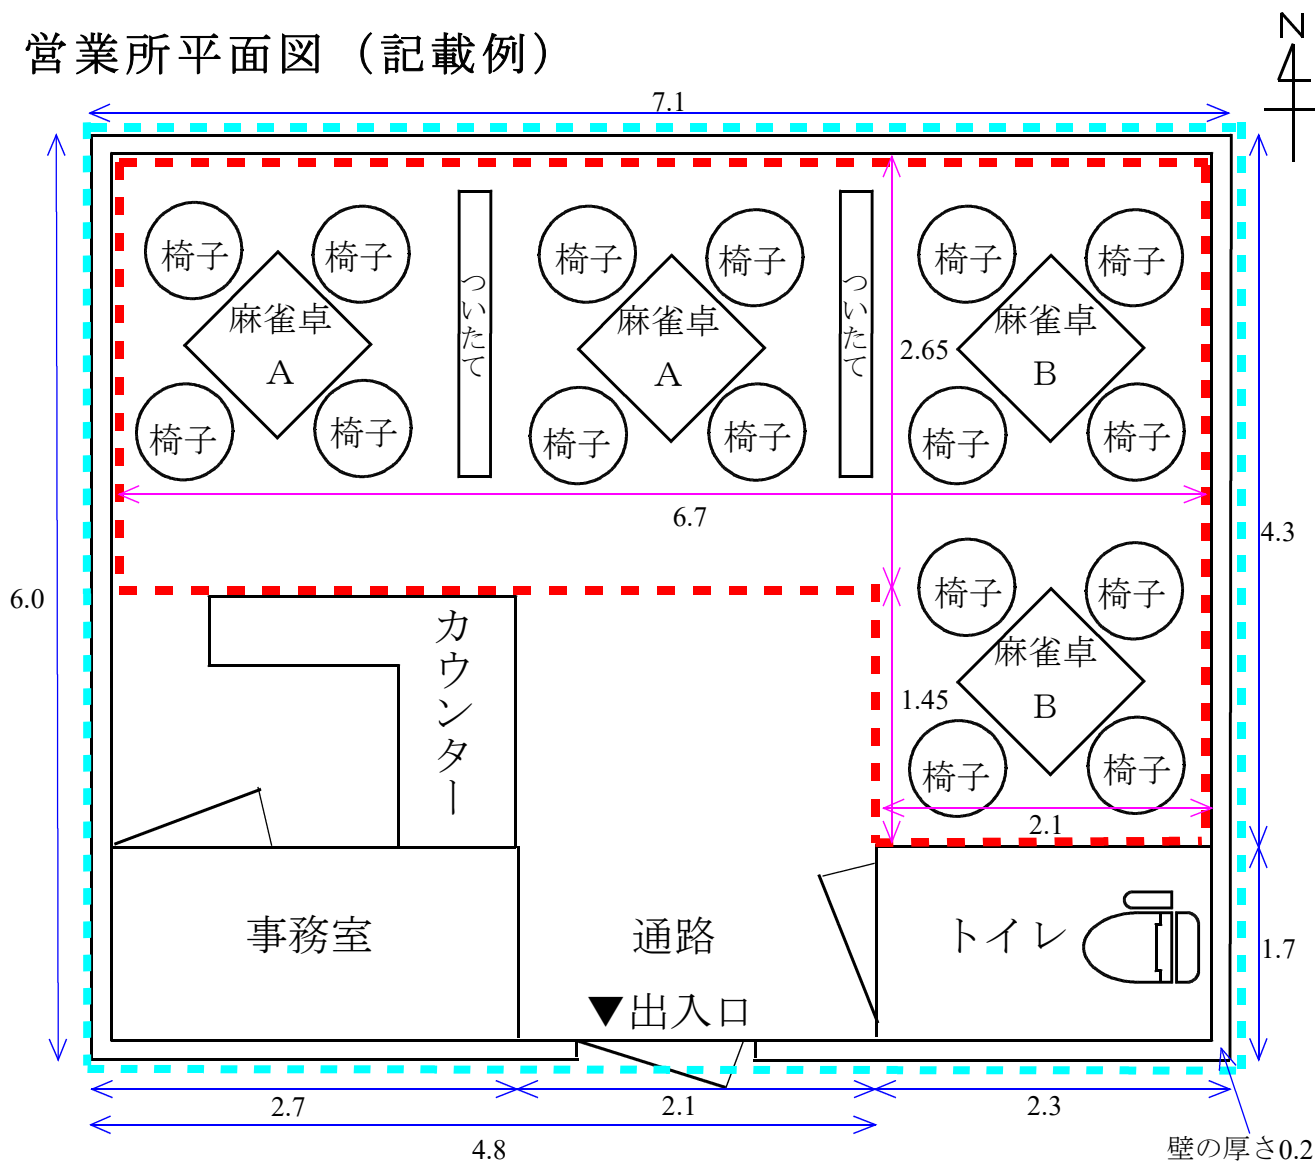 営業所平面図（記載例）
N
7.1
椅子
椅子
椅子
椅子
椅子
椅子
麻雀卓
A
ついたて
麻雀卓
A
ついたて
麻雀卓
B
2.65
椅子
椅子
椅子
椅子
椅子
椅子
6.7
4.3
6.0
椅子
椅子
カウンター
麻雀卓
B
1.45
椅子
椅子
2.1
事務室
通路
トイレ
1.7
▼出入口
2.7
2.1
2.3
4.8
壁の厚さ0.2